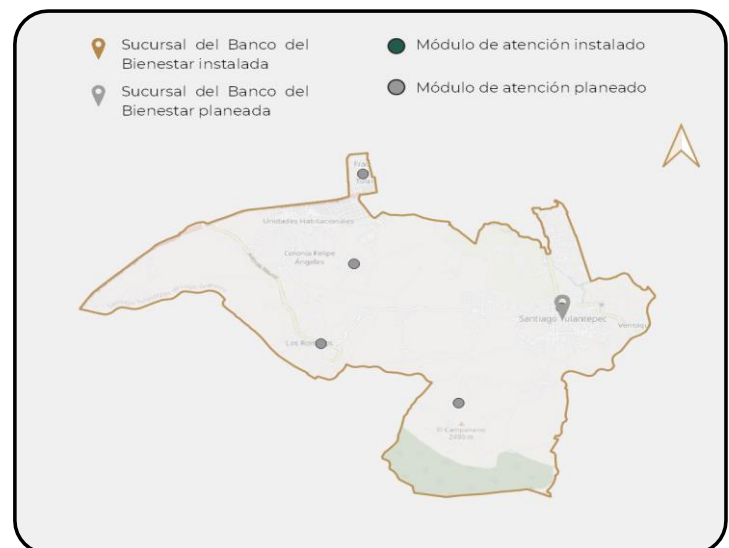 Sucursal del Banco del
Bienestar instalada
Sucursal del Banco del
Bienestar planeada
Módulo de atención instalado
Módulo de atención planeado
Unidades Habitacionales
Colonia Felipe
Ángeles
Santiago Tulantepec
Los Romeros
El Campanario
2490 m